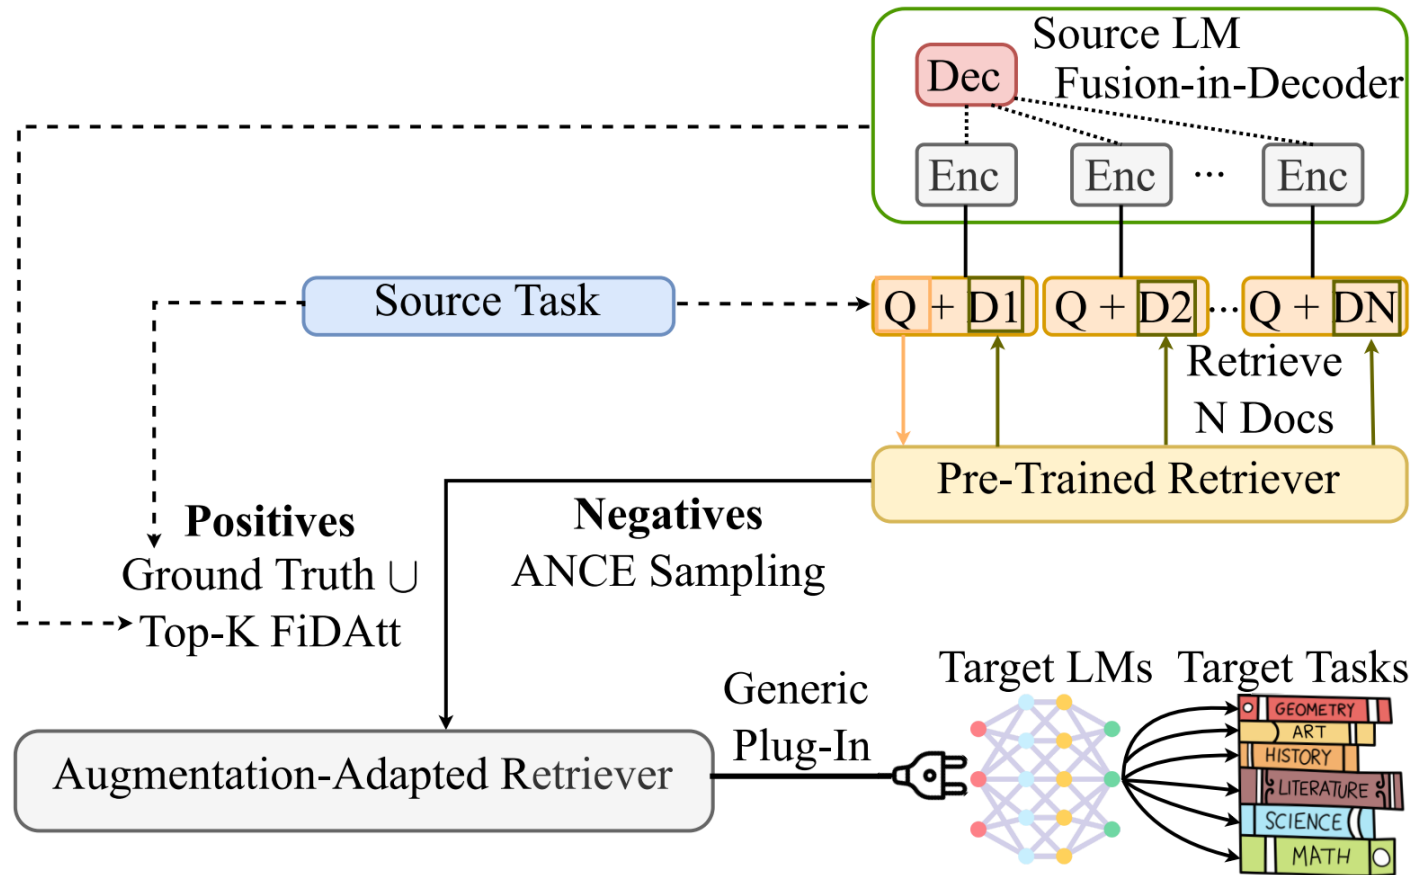 Source LM
Fusion-in-Decoder
Dec
Enc
Enc
...
Enc
Source Task
Q + D1
Q + D2
...
Q + DN
Retrieve
N Docs
Pre-Trained Retriever
Positives
Ground Truth ∪
Top-K FiDAtt
Negatives
ANCE Sampling
Augmentation-Adapted Retriever
Generic
Plug-In
Target LMs
Target Tasks
GEOMETRY
ART
HISTORY
LITERATURE
SCIENCE
MATH